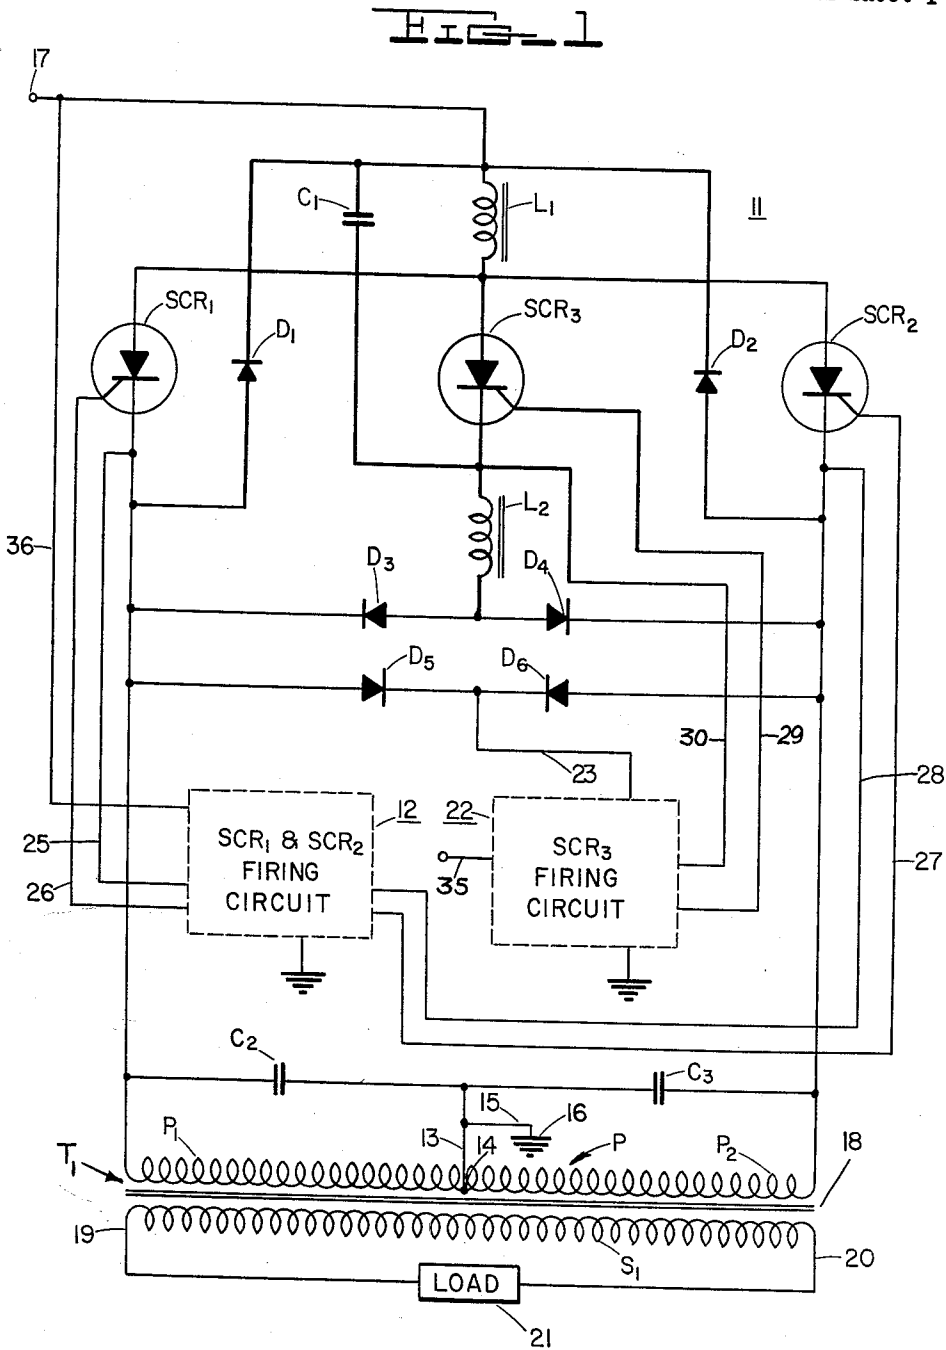 FIG_1
17
C1
L1
11
SCR1
SCR3
SCR2
D1
D2
L2
36
D3
D4
D5
D6
30
29
23
28
12
22
25
SCR1 & SCR2
FIRING
CIRCUIT
35
SCR3
FIRING
CIRCUIT
27
26
C2
C3
15
16
P1
13
14
P
P2
18
T1
19
S1
20
LOAD
21